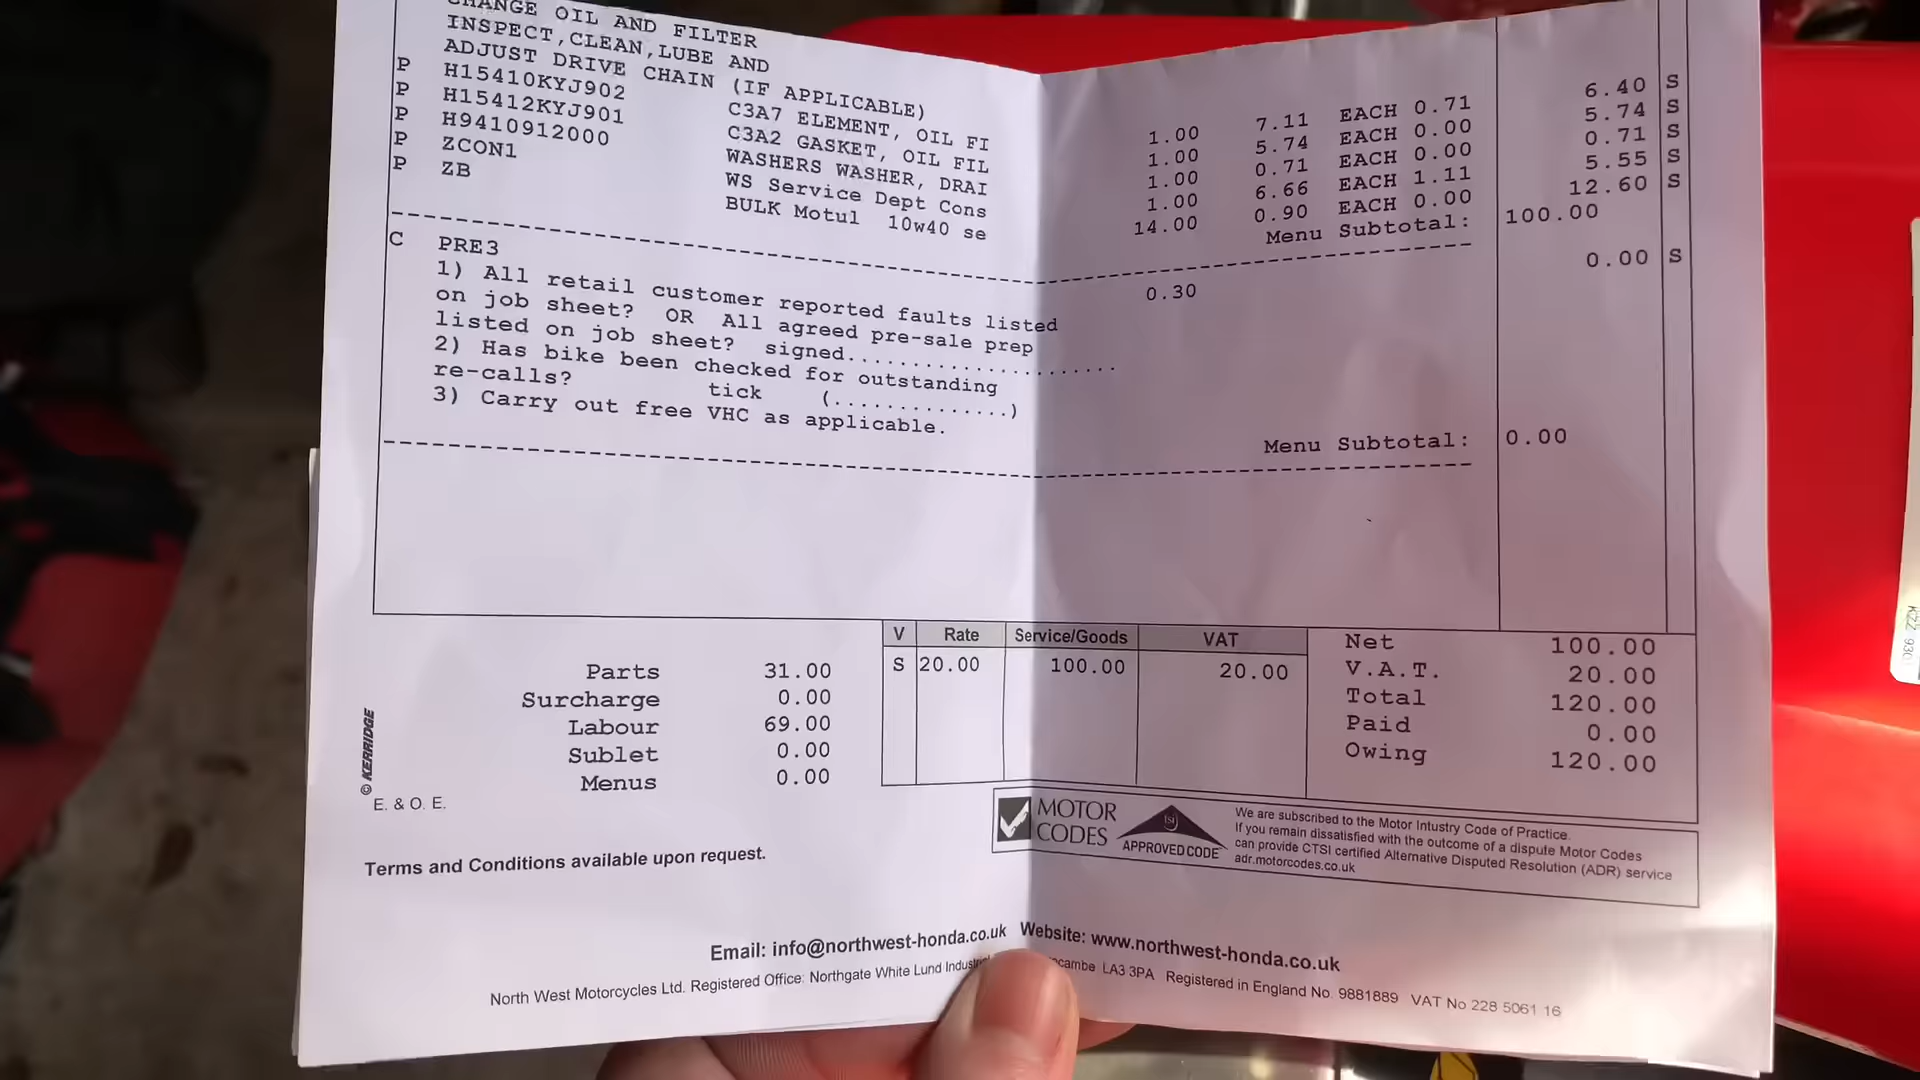 CHANGE OIL AND FILTER
INSPECT,CLEAN,LUBE AND
ADJUST DRIVE CHAIN (IF APPLICABLE)
P H15410KYJ902 C3A7 ELEMENT, OIL FI 1.00 7.11 EACH 0.71 6.40 S
P H15412KYJ901 C3A2 GASKET, OIL FIL 1.00 5.74 EACH 0.00 5.74 S
P H9410912000 WASHERS WASHER, DRAI 1.00 0.71 EACH 0.00 0.71 S
P ZCON1 WS Service Dept Cons 1.00 6.66 EACH 1.11 5.55 S
P ZB BULK Motul 10w40 se 14.00 0.90 EACH 0.00 12.60 S
Menu Subtotal: 100.00
C PRE3 0.30 0.00 S
1) All retail customer reported faults listed
on job sheet? OR All agreed pre-sale prep
listed on job sheet? signed.....................
2) Has bike been checked for outstanding
re-calls? tick (..............)
3) Carry out free VHC as applicable.
Menu Subtotal: 0.00
Parts 31.00
Surcharge 0.00
Labour 69.00
Sublet 0.00
Menus 0.00
V Rate Service/Goods VAT
S 20.00 100.00 20.00
Net 100.00
V.A.T. 20.00
Total 120.00
Paid 0.00
Owing 120.00
© KERRIDGE
E. & O. E.
MOTOR
CODES
TSI
APPROVED CODE
We are subscribed to the Motor Intustry Code of Practice.
If you remain dissatisfied with the outcome of a dispute Motor Codes
can provide CTSI certified Alternative Disputed Resolution (ADR) service
adr.motorcodes.co.uk
Terms and Conditions available upon request.
Email: info@northwest-honda.co.uk Website: www.northwest-honda.co.uk
North West Motorcycles Ltd. Registered Office: Northgate White Lund LA3 3PA Registered in England No. 9881889 VAT No 228 5061 16